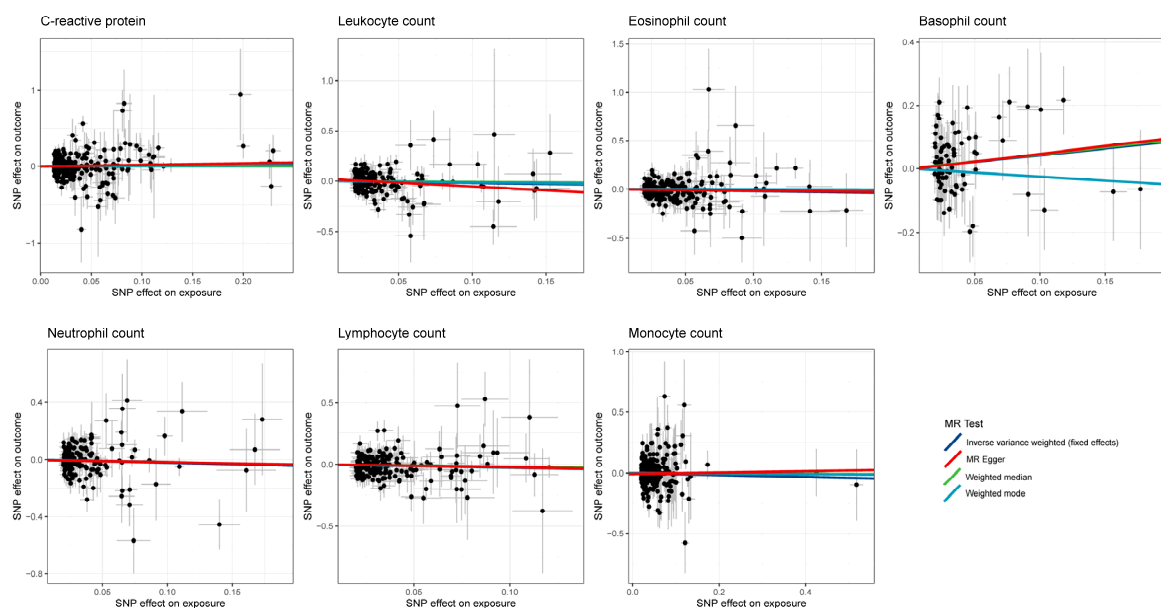 C-reactive protein
Leukocyte count
Eosinophil count
Basophil count
SNP effect on outcome
1
0
−1
0.00
0.05
0.10
0.15
0.20
SNP effect on exposure
SNP effect on outcome
1.0
0.5
0.0
−0.5
0.05
0.10
0.15
SNP effect on exposure
SNP effect on outcome
1.5
1.0
0.5
0.0
−0.5
0.05
0.10
0.15
SNP effect on exposure
SNP effect on outcome
0.4
0.2
0.0
−0.2
0.05
0.10
0.15
SNP effect on exposure
Neutrophil count
Lymphocyte count
Monocyte count
SNP effect on outcome
0.4
0.0
−0.4
−0.8
0.05
0.10
0.15
SNP effect on exposure
SNP effect on outcome
0.5
0.0
−0.5
0.05
0.10
SNP effect on exposure
SNP effect on outcome
1.0
0.5
0.0
−0.5
0.0
0.2
0.4
SNP effect on exposure
MR Test
Inverse variance weighted (fixed effects)
MR Egger
Weighted median
Weighted mode